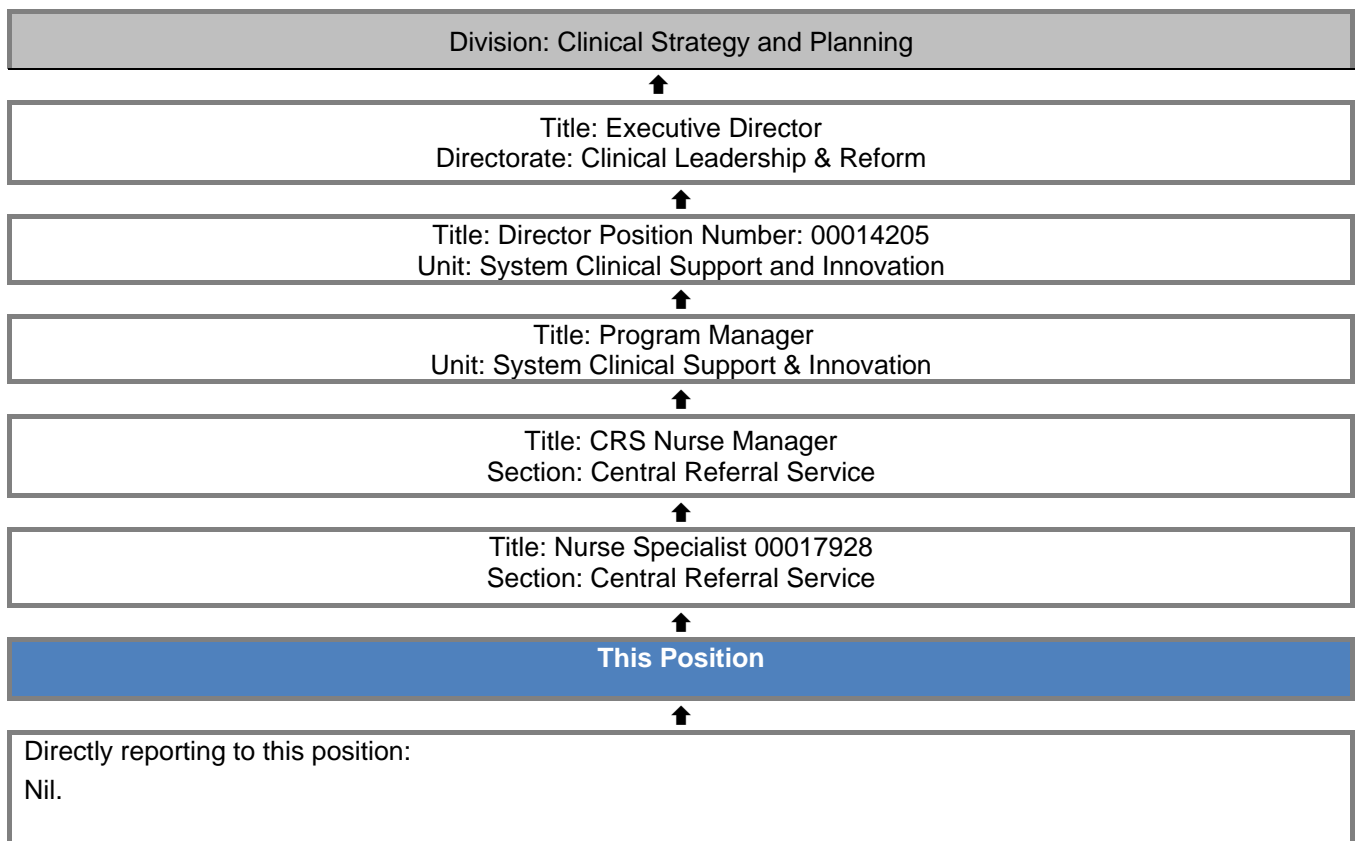 Division: Clinical Strategy and Planning
Title: Executive Director
Directorate: Clinical Leadership & Reform
Title: Director Position Number: 00014205
Unit: System Clinical Support and Innovation
Title: Program Manager
Unit: System Clinical Support & Innovation
Title: CRS Nurse Manager
Section: Central Referral Service
Title: Nurse Specialist 00017928
Section: Central Referral Service
This Position
Directly reporting to this position:
Nil.